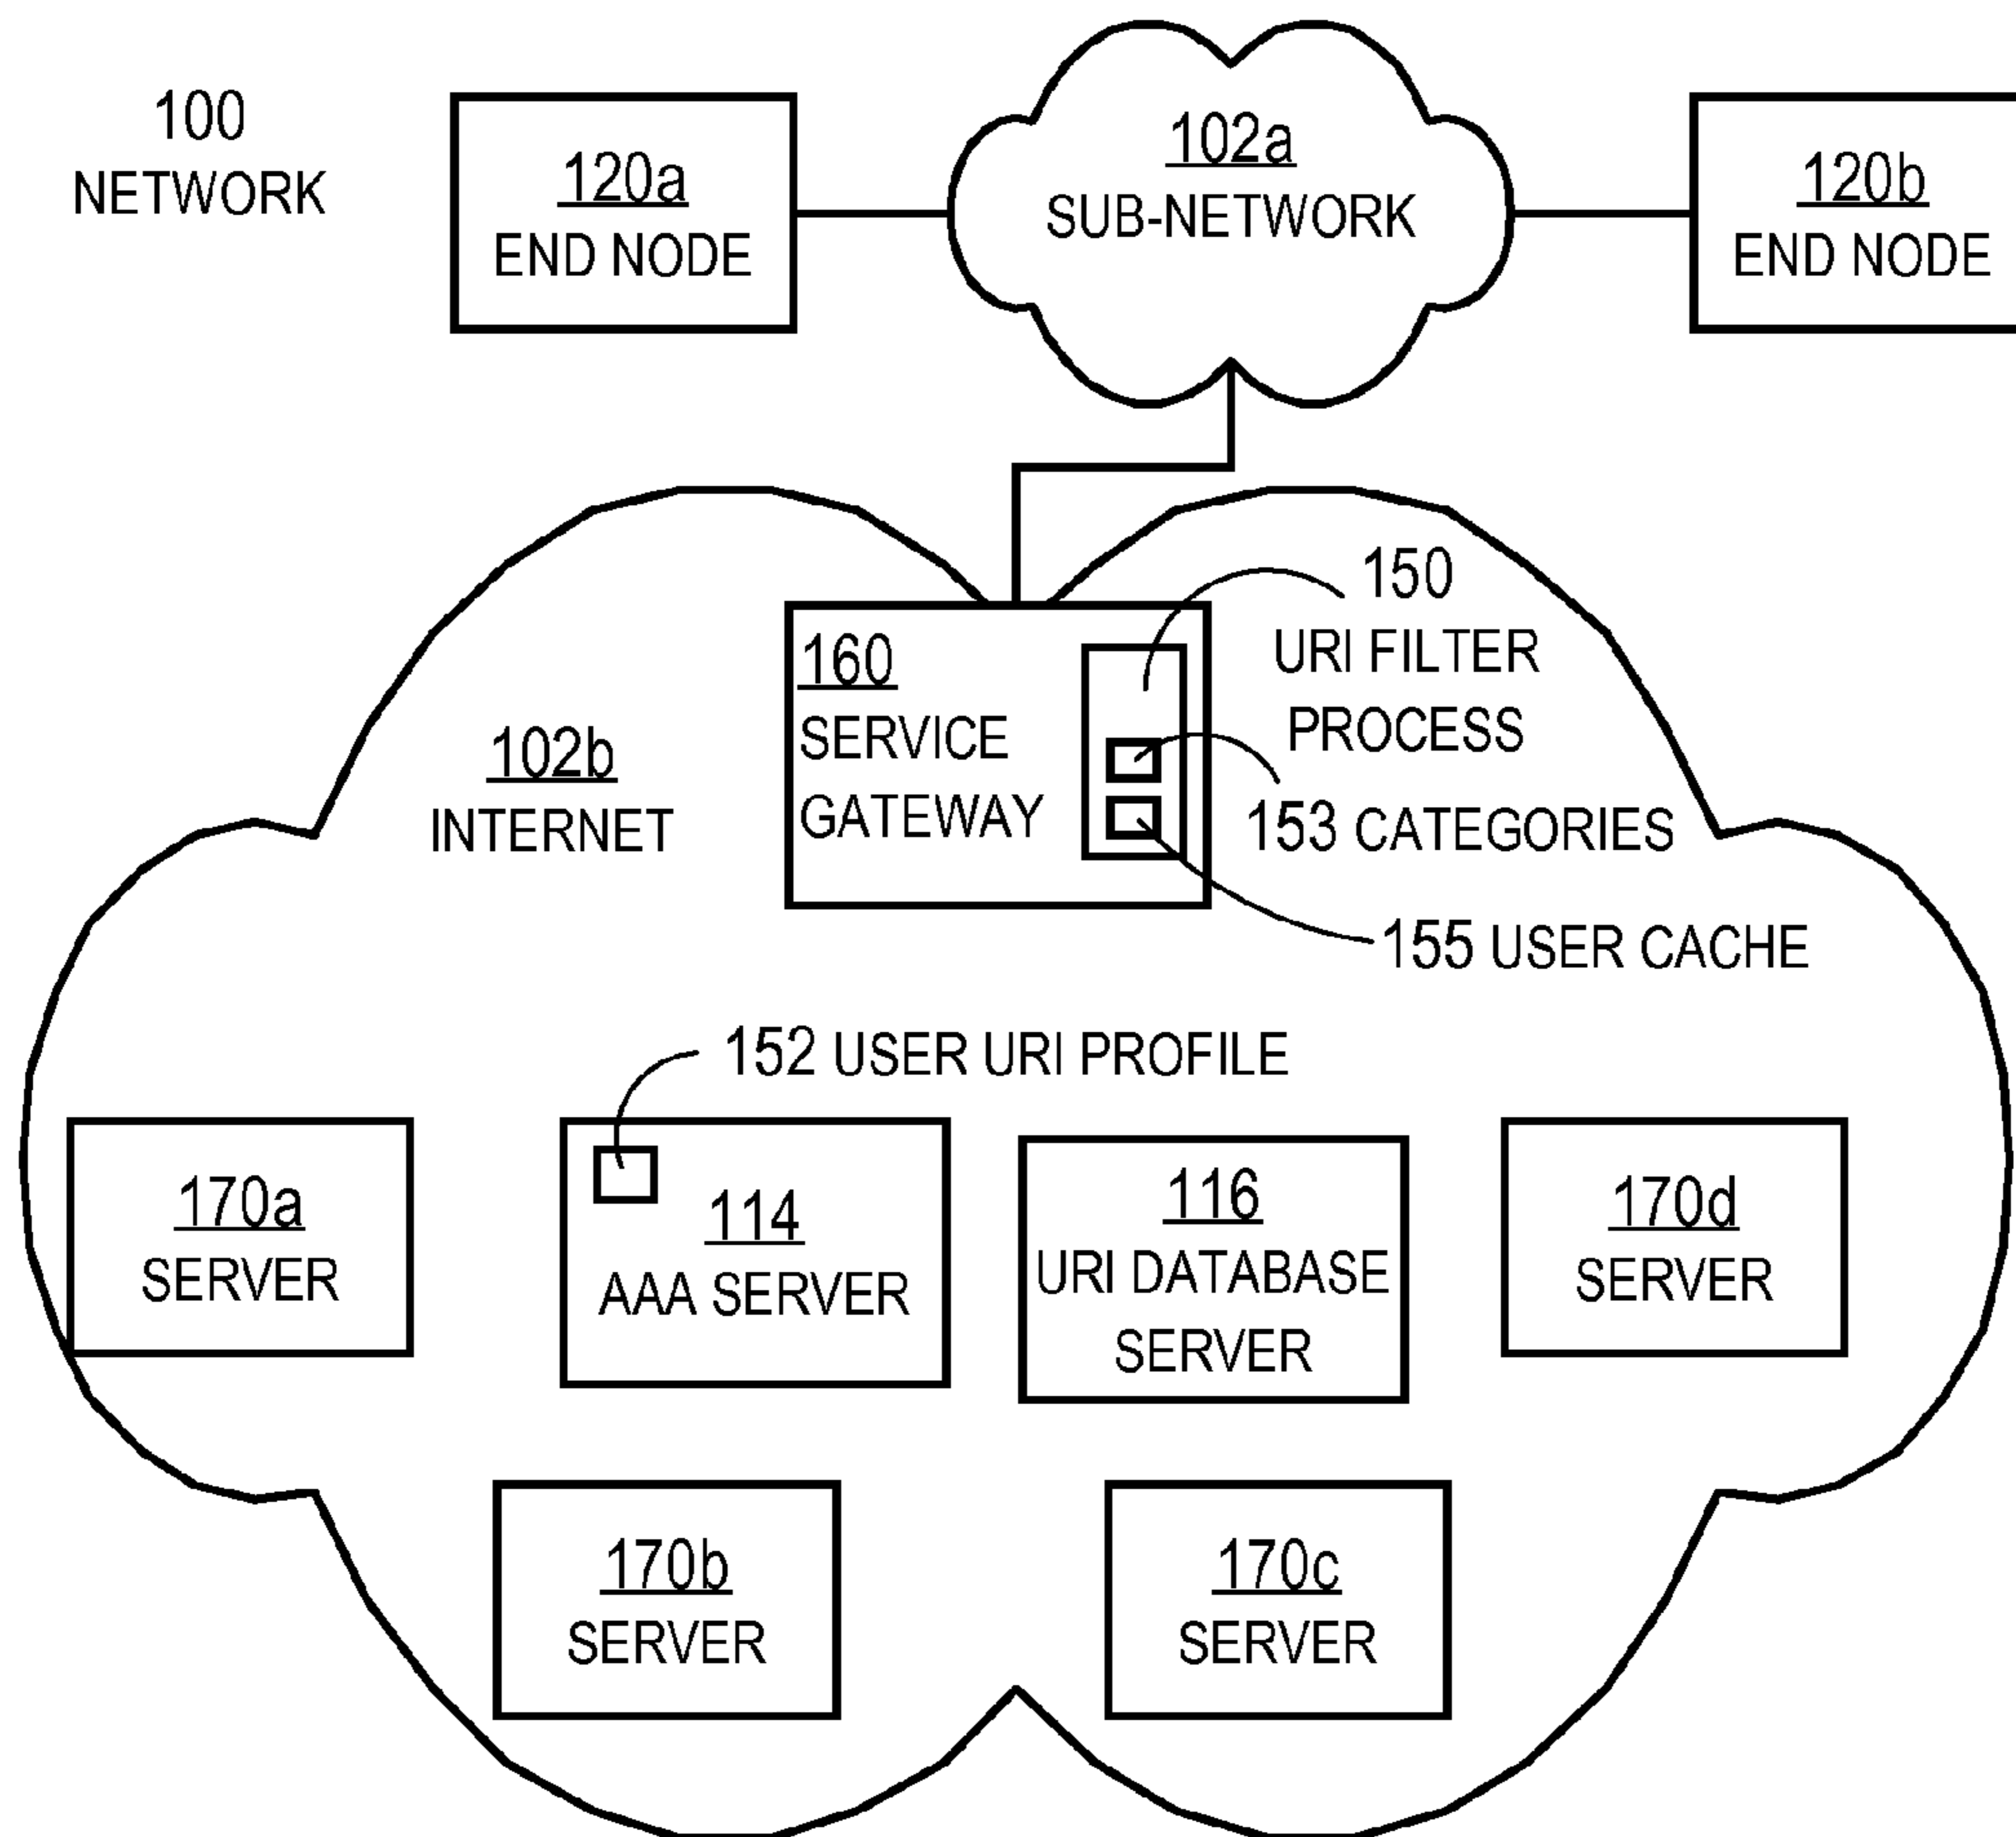 100
NETWORK
120a
END NODE
102a
SUB-NETWORK
120b
END NODE
160
SERVICE
GATEWAY
150
URI FILTER
PROCESS
153 CATEGORIES
155 USER CACHE
102b
INTERNET
152 USER URI PROFILE
170a
SERVER
114
AAA SERVER
116
URI DATABASE
SERVER
170d
SERVER
170b
SERVER
170c
SERVER